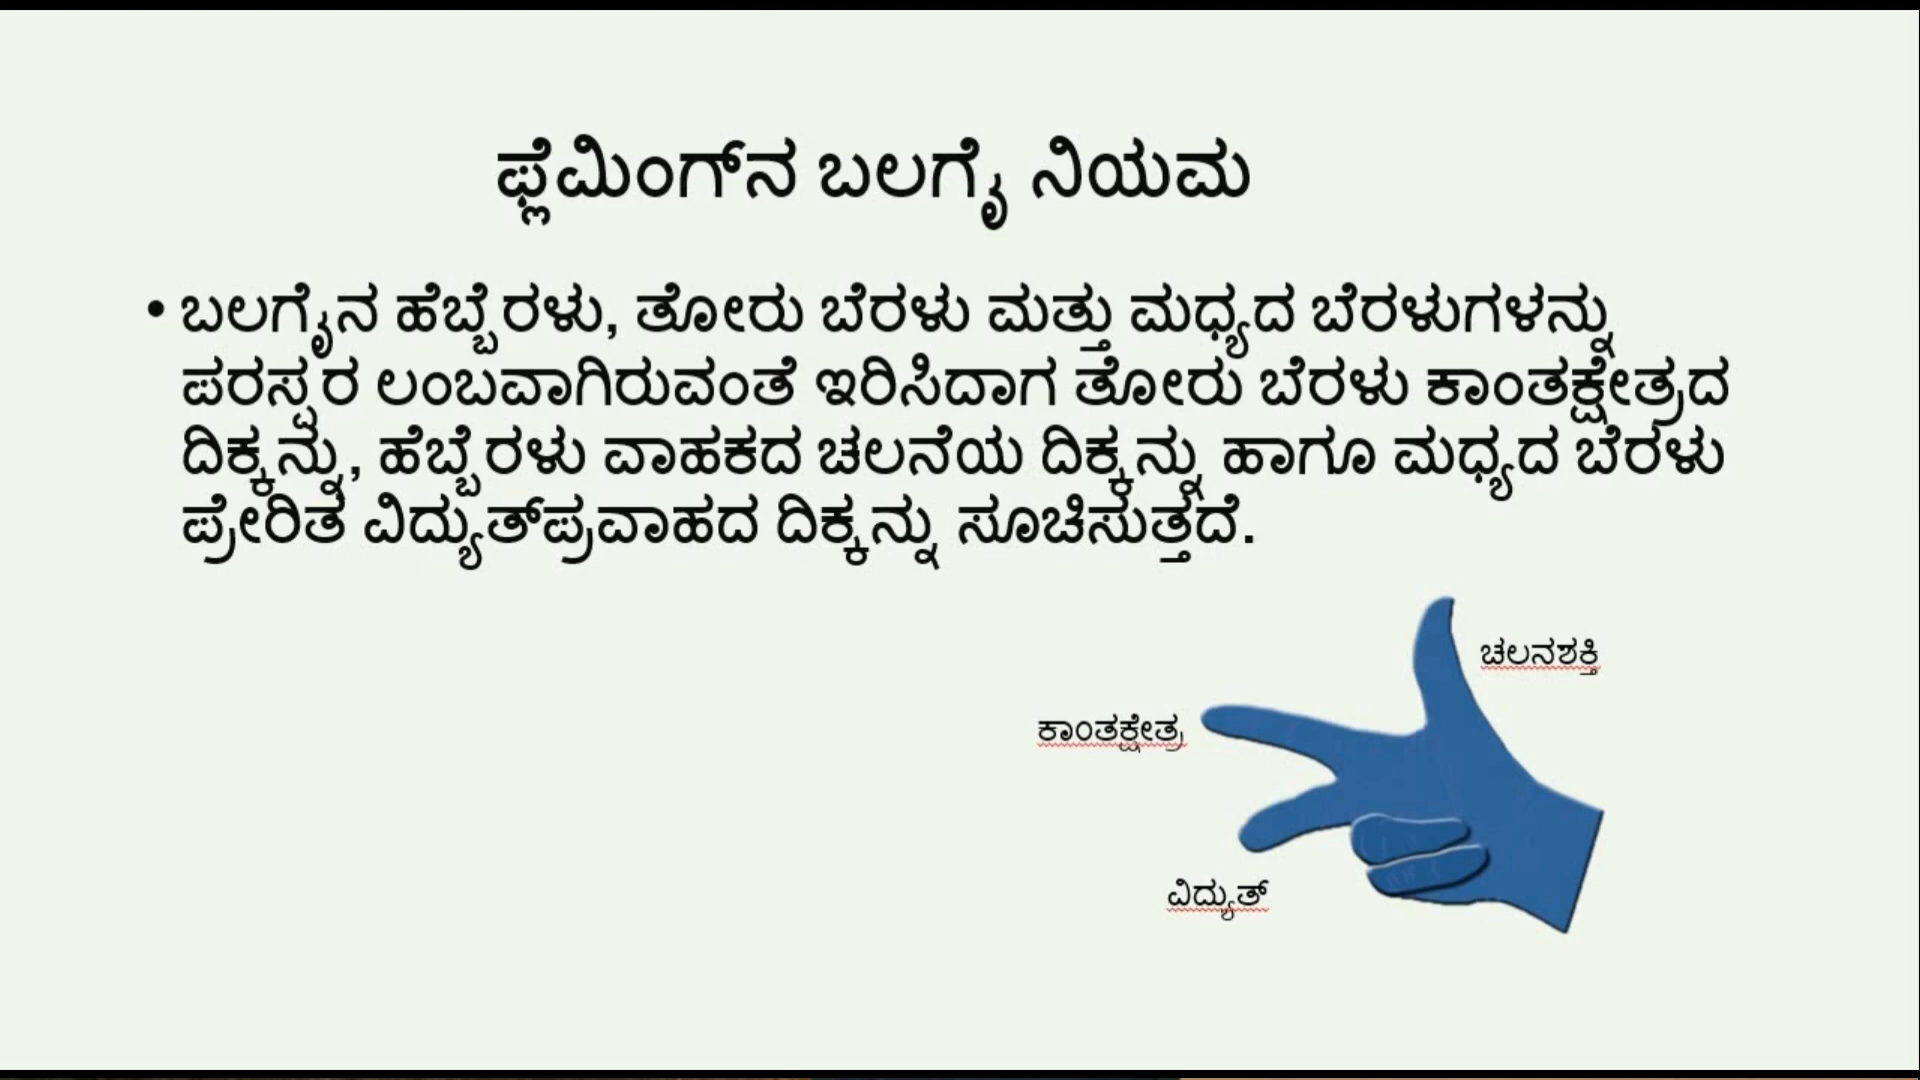 ಫ್ಲೆಮಿಂಗ್‌ನ ಬಲಗೈ ನಿಯಮ
• ಬಲಗೈನ ಹೆಬ್ಬೆರಳು, ತೋರು ಬೆರಳು ಮತ್ತು ಮಧ್ಯದ ಬೆರಳುಗಳನ್ನು
ಪರಸ್ಪರ ಲಂಬವಾಗಿರುವಂತೆ ಇರಿಸಿದಾಗ ತೋರು ಬೆರಳು ಕಾಂತಕ್ಷೇತ್ರದ
ದಿಕ್ಕನ್ನು, ಹೆಬ್ಬೆರಳು ವಾಹಕದ ಚಲನೆಯ ದಿಕ್ಕನ್ನು ಹಾಗೂ ಮಧ್ಯದ ಬೆರಳು
ಪ್ರೇರಿತ ವಿದ್ಯುತ್‌ಪ್ರವಾಹದ ದಿಕ್ಕನ್ನು ಸೂಚಿಸುತ್ತದೆ.
ಚಲನಶಕ್ತಿ
ಕಾಂತಕ್ಷೇತ್ರ
ವಿದ್ಯುತ್